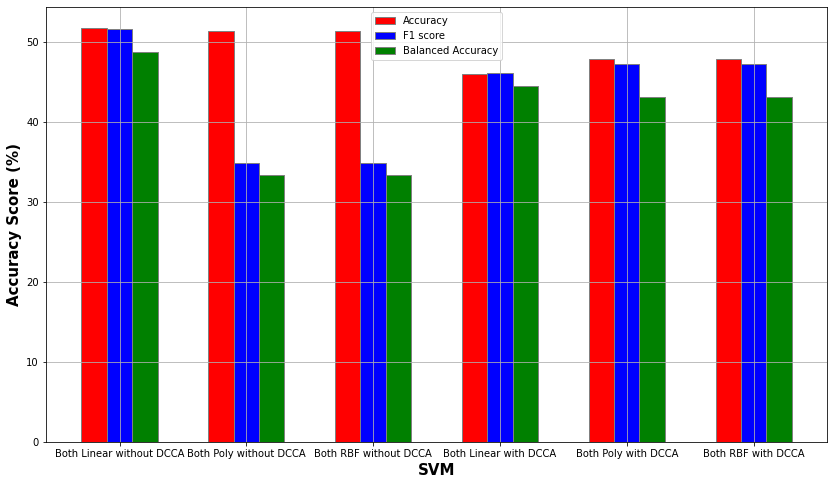 Accuracy
F1 score
Balanced Accuracy
Accuracy Score (%)
50
40
30
20
10
0
Both Linear without DCCA Both Poly without DCCA Both RBF without DCCA Both Linear with DCCA Both Poly with DCCA Both RBF with DCCA
SVM